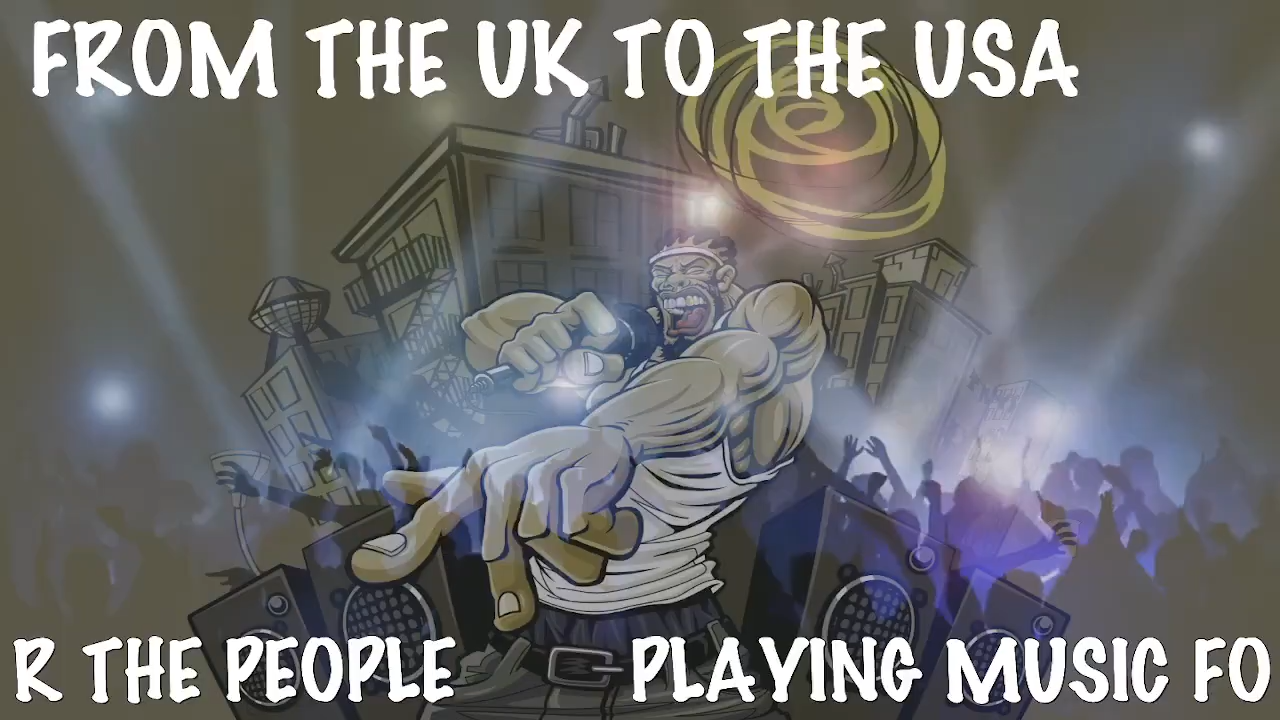 FROM THE UK TO THE USA
R THE PEOPLE PLAYING MUSIC FO